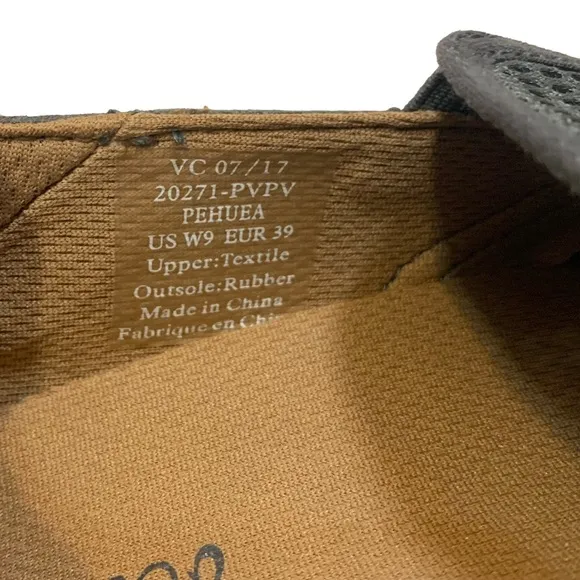 VC 07/17
20271-PVPV
PEHUEA
US W9 EUR 39
Upper:Textile
Outsole:Rubber
Made in China
Fabrique en